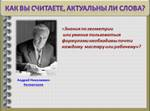 КАК ВЫ СЧИТАЕТЕ, АКТУАЛЬНЫ ЛИ СЛОВА?
«Знания по геометрии
или умение пользоваться
формулами необходимы почти
каждому мастеру или рабочему»?
Андрей Николаевич
Колмогоров